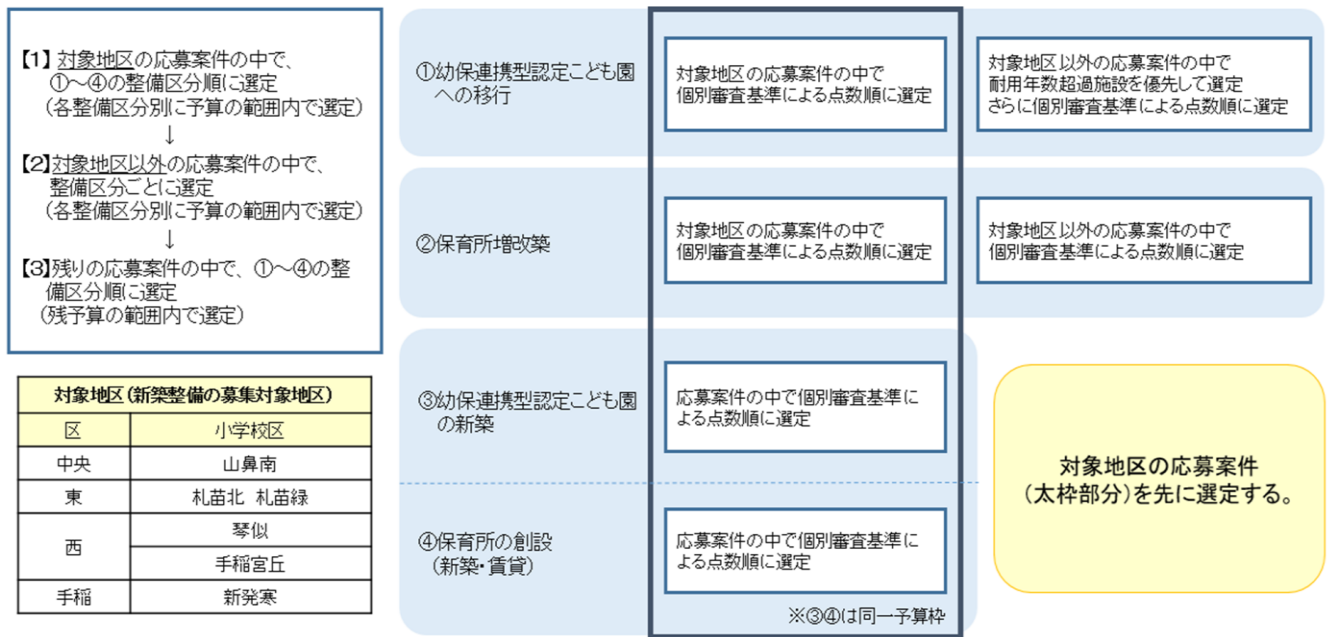 【1】対象地区の応募案件の中で、
①～④の整備区分順に選定
(各整備区分別に予算の範囲内で選定)
↓
【2】対象地区以外の応募案件の中で、
整備区分ごとに選定
(各整備区分別に予算の範囲内で選定)
↓
【3】残りの応募案件の中で、①～④の整
備区分順に選定
(残予算の範囲内で選定)
対象地区(新築整備の募集対象地区)
区 小学校区
中央 山鼻南
東 札苗北 札苗緑
西 琴似
手稲宮丘
手稲 新発寒
①幼保連携型認定こども園
への移行
対象地区の応募案件の中で
個別審査基準による点数順に選定
対象地区以外の応募案件の中で
耐用年数超過施設を優先して選定
さらに個別審査基準による点数順に選定
②保育所増改築
対象地区の応募案件の中で
個別審査基準による点数順に選定
対象地区以外の応募案件の中で
個別審査基準による点数順に選定
③幼保連携型認定こども園
の新築
応募案件の中で個別審査基準に
よる点数順に選定
④保育所の創設
(新築・賃貸)
応募案件の中で個別審査基準に
よる点数順に選定
※③④は同一予算枠
対象地区の応募案件
(太枠部分)を先に選定する。